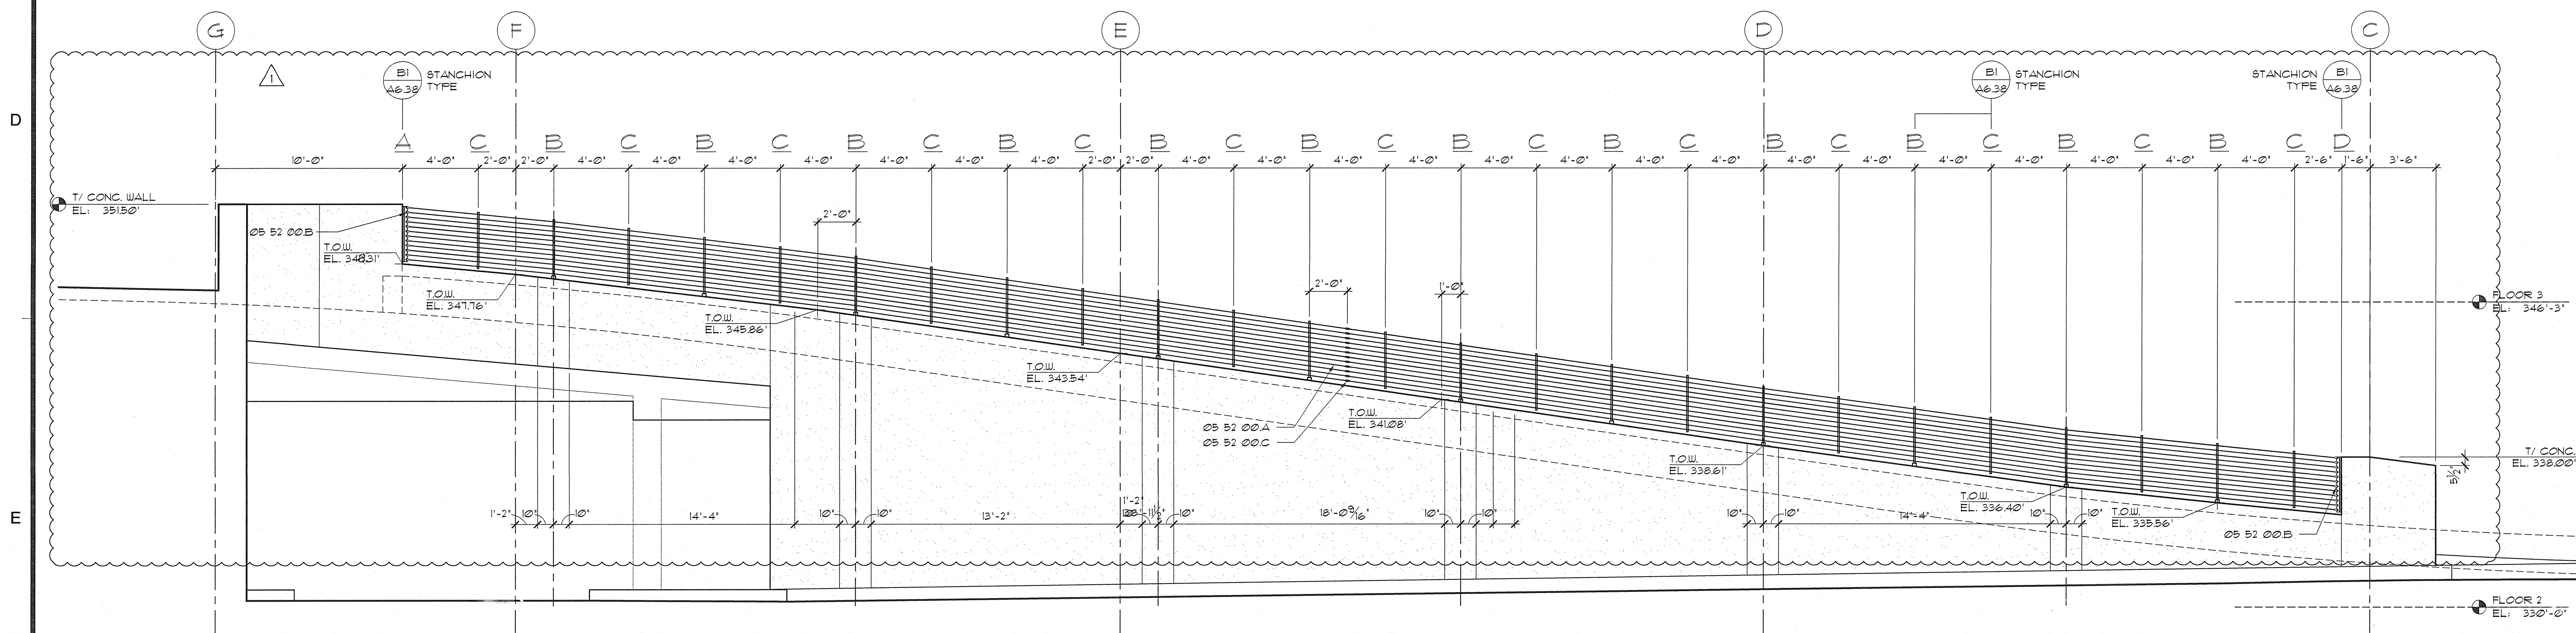 G F E D C
1
B1
A6.38
STANCHION
TYPE
B1
A6.38
STANCHION
TYPE
STANCHION
TYPE
B1
A6.38
D
A C B C B C B C B C B C B C B C B C B C B C B C B C D
10'-0" 4'-0" 2'-0" 2'-0" 4'-0" 4'-0" 4'-0" 4'-0" 4'-0" 4'-0" 4'-0" 2'-0" 2'-0" 4'-0" 4'-0" 4'-0" 4'-0" 4'-0" 4'-0" 4'-0" 4'-0" 4'-0" 4'-0" 4'-0" 4'-0" 4'-0" 4'-0" 4'-0" 2'-6" 1'-6" 3'-6"
T/ CONC. WALL
EL: 351.50'
05 52 00.B
T.O.W.
2'-0"
T.O.W.
EL: 347.76'
T.O.W.
EL. 345.86'
2'-0"
1'-0"
FLOOR 3
EL: 346'-3"
T.O.W.
EL. 343.54'
T.O.W.
EL. 341.08'
05 52 00.A
05 52 00.C
T.O.W.
EL. 338.61'
T/ CONC.
EL. 338.00'
5 1/2"
T.O.W.
EL. 336.40'
T.O.W.
EL. 335.56'
05 52 00.B
E
1'-2" 10" 10" 14'-4" 10" 10" 13'-2" 1'-2" 10" 18'-0 9/16" 10" 10" 10" 10" 14'-4" 10" 10"
FLOOR 2
EL: 330'-0"